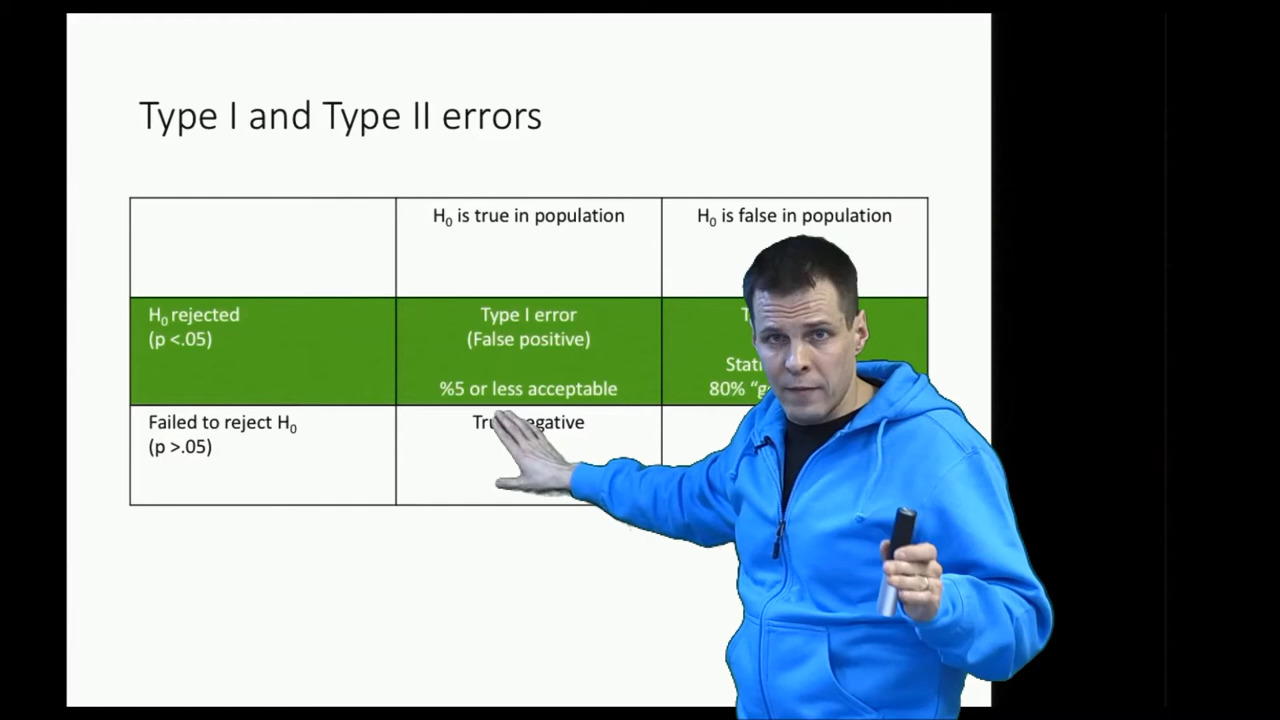 Type I and Type II errors
H0 is true in population
H0 is false in population
H0 rejected
(p <.05)
Type I error
(False positive)
%5 or less acceptable
80%
Failed to reject H0
(p >.05)